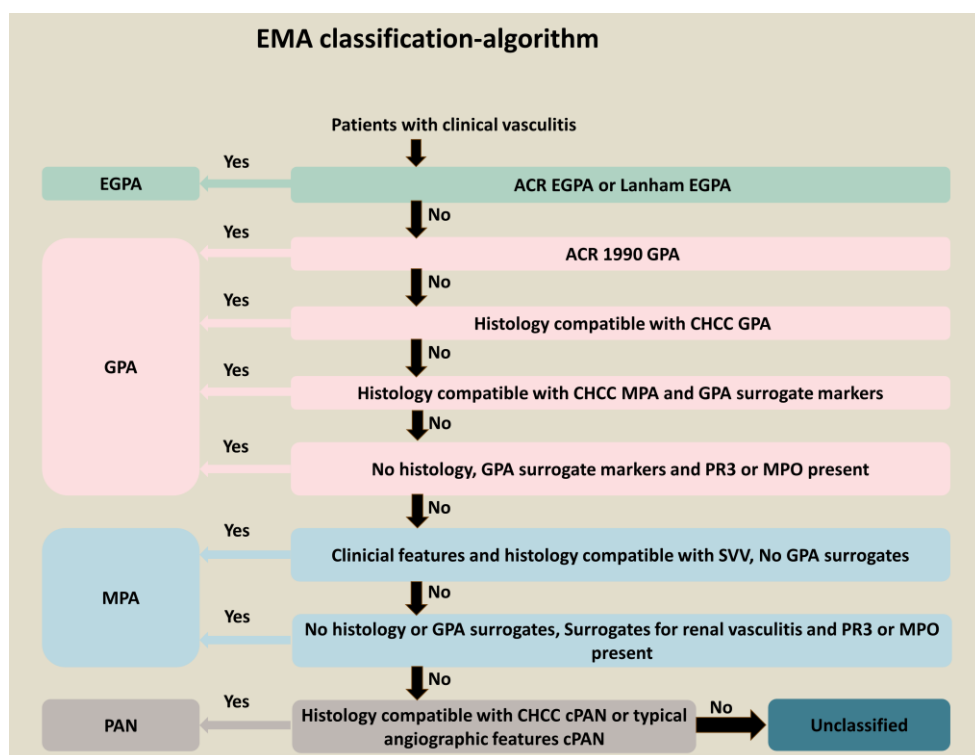 EMA classification-algorithm
Patients with clinical vasculitis
Yes
EGPA
ACR EGPA or Lanham EGPA
No
Yes
ACR 1990 GPA
No
Yes
Histology compatible with CHCC GPA
No
GPA
Yes
Histology compatible with CHCC MPA and GPA surrogate markers
No
Yes
No histology, GPA surrogate markers and PR3 or MPO present
No
Yes
Clinicial features and histology compatible with SVV, No GPA surrogates
MPA
No
Yes
No histology or GPA surrogates, Surrogates for renal vasculitis and PR3 or MPO
present
No
Yes
PAN
Histology compatible with CHCC cPAN or typical
angiographic features cPAN
No
Unclassified